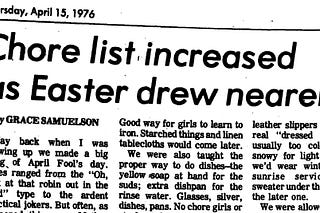 rsday, April 15, 1976
Chore list increased
as Easter drew nearer
By GRACE SAMUELSON
ay back when I was
wing up we made a big
g of April Fool's day.
es ranged from the "Oh,
k at that robin out in the
d" type to the ardent
ctical jokers. But often, as
Good way for girls to learn to
iron. Starched things and linen
tablecloths would come later.
We were also taught the
proper way to do dishes—the
yellow soap at hand for the
suds; extra dishpan for the
rinse water. Glasses, silver,
dishes, pans. No chore girls or
leather slippers
real "dressed
usually too col
snowy for light
we'd wear wint
sunrise servic
sweater under th
the later one.
We were allow